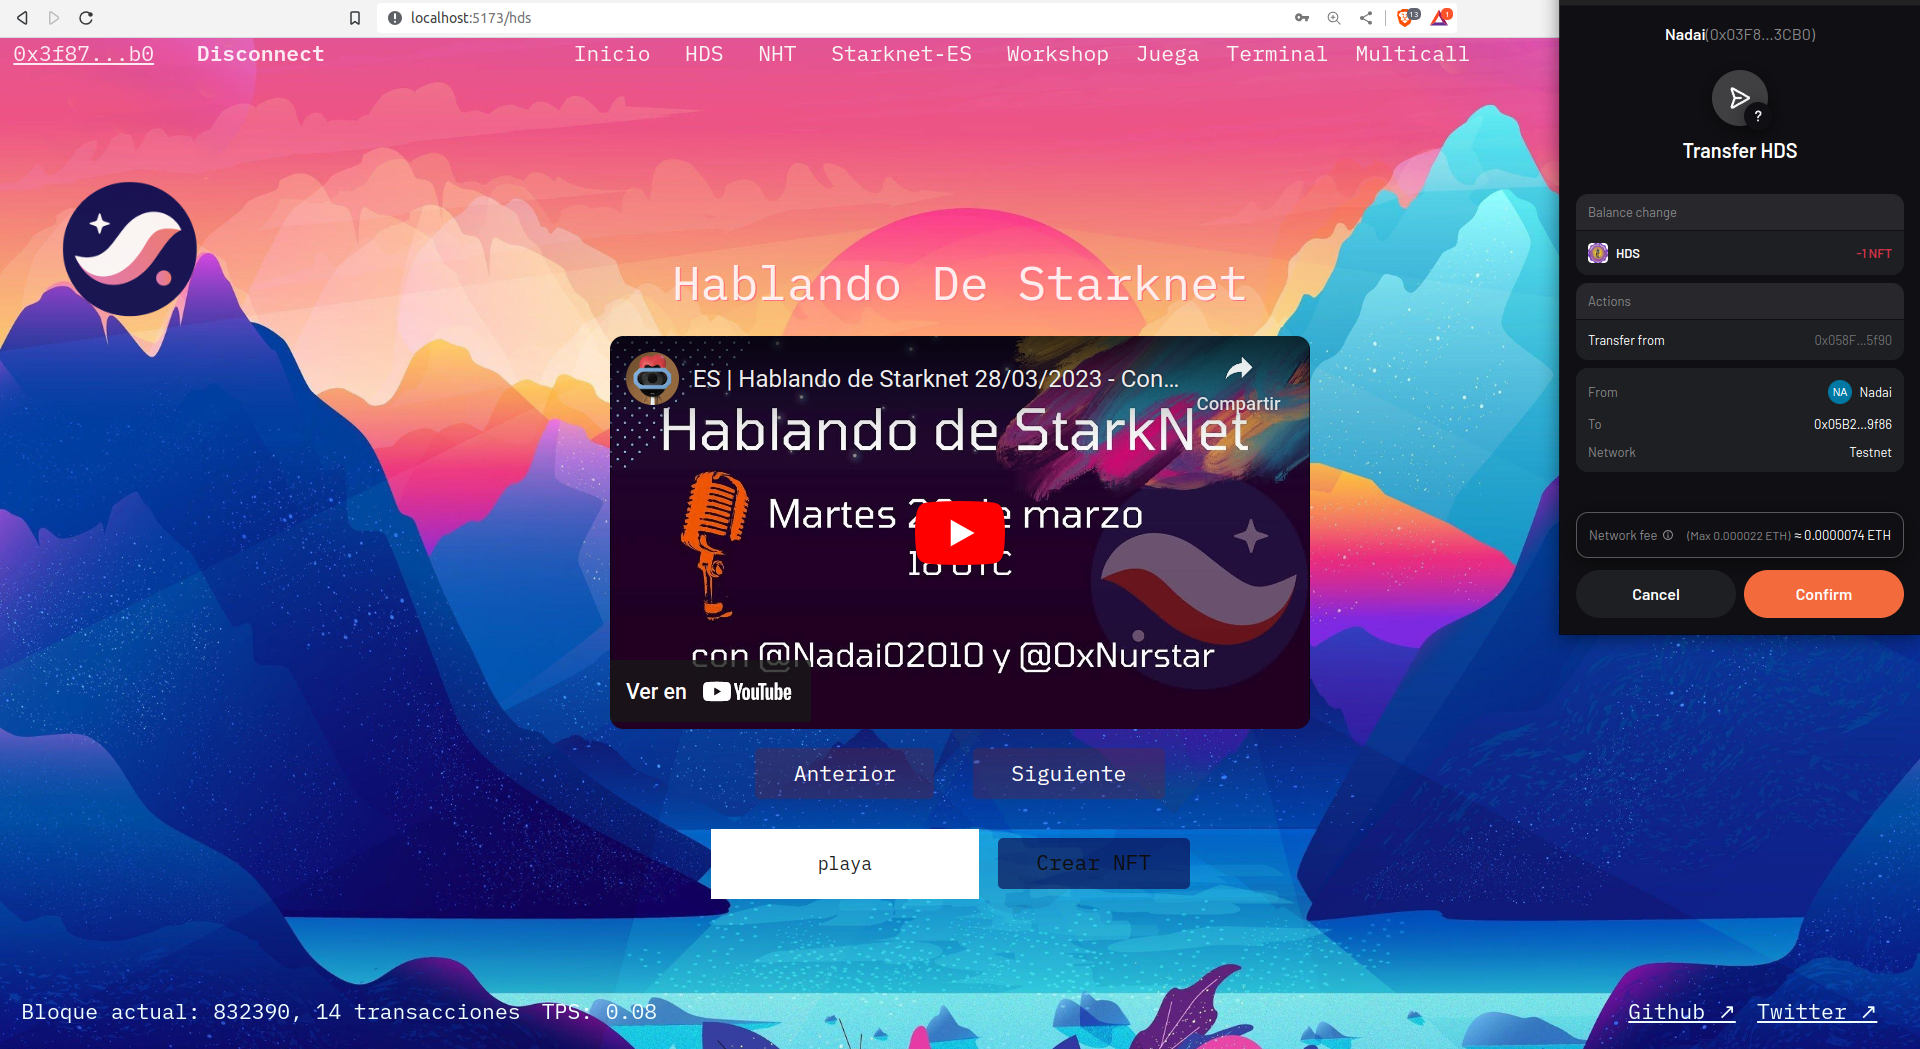 localhost:5173/hds
13
1
0x3f87...b0 Disconnect Inicio HDS NHT Starknet-ES Workshop Juega Terminal Multicall
Hablando De Starknet
ES | Hablando de Starknet 28/03/2023 - Con...
Compartir
Hablando de StarkNet
Martes 2 e marzo
UTC
con @Nadai02010 y @0xNurstar
Ver en YouTube
Anterior Siguiente
playa Crear NFT
Bloque actual: 832390, 14 transacciones TPS: 0.08
Github ↗ Twitter ↗
Nadai(0x03F8...3CB0)
?
Transfer HDS
Balance change
HDS -1 NFT
Actions
Transfer from 0x058F...5f90
From NA Nadai
To 0x05B2...9f86
Network Testnet
Network fee (Max 0.000022 ETH) ≈ 0.0000074 ETH
Cancel Confirm